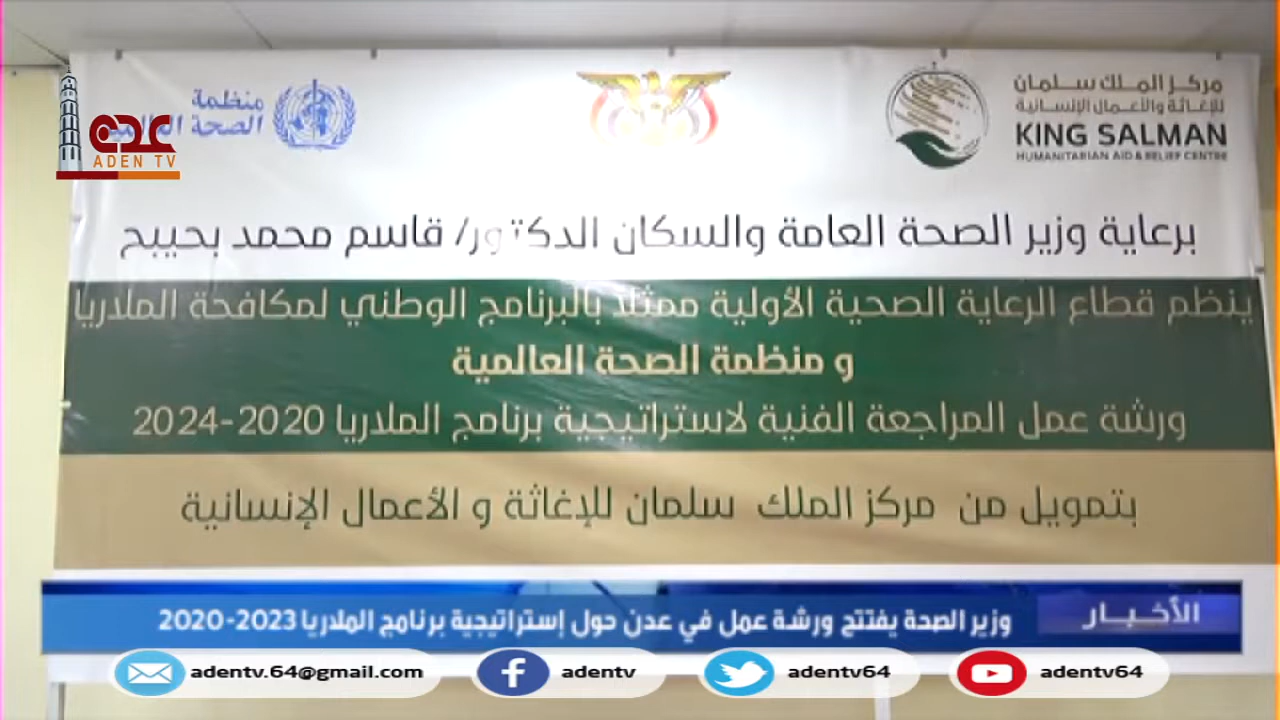 مركز الملك سلمان
للإغاثة والأعمال الإنسانية
KING SALMAN
HUMANITARIAN AID & RELIEF CENTRE
منظمة
الصحة
عدن
ADEN TV
برعاية وزير الصحة العامة والسكان الدكتور/ قاسم محمد بحيبح
ينظم قطاع الرعاية الصحية الأولية ممثلاً بالبرنامج الوطني لمكافحة الملاريا
و منظمة الصحة العالمية
ورشة عمل المراجعة الفنية لاستراتيجية برنامج الملاريا 2020-2024
بتمويل من مركز الملك سلمان للإغاثة و الأعمال الإنسانية
الأخبار
وزير الصحة يفتتح ورشة عمل في عدن حول إستراتيجية برنامج الملاريا 2023-2020
adentv.64@gmail.com
adentv
adentv64
adentv64